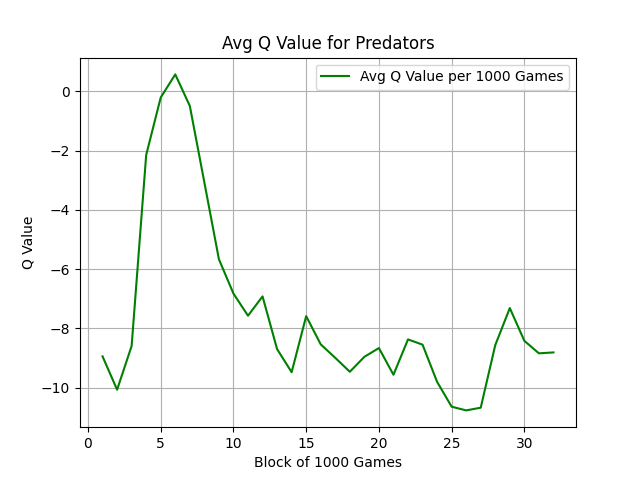 Avg Q Value for Predators
Avg Q Value per 1000 Games
Q Value
0
−2
−4
−6
−8
−10
0 5 10 15 20 25 30
Block of 1000 Games